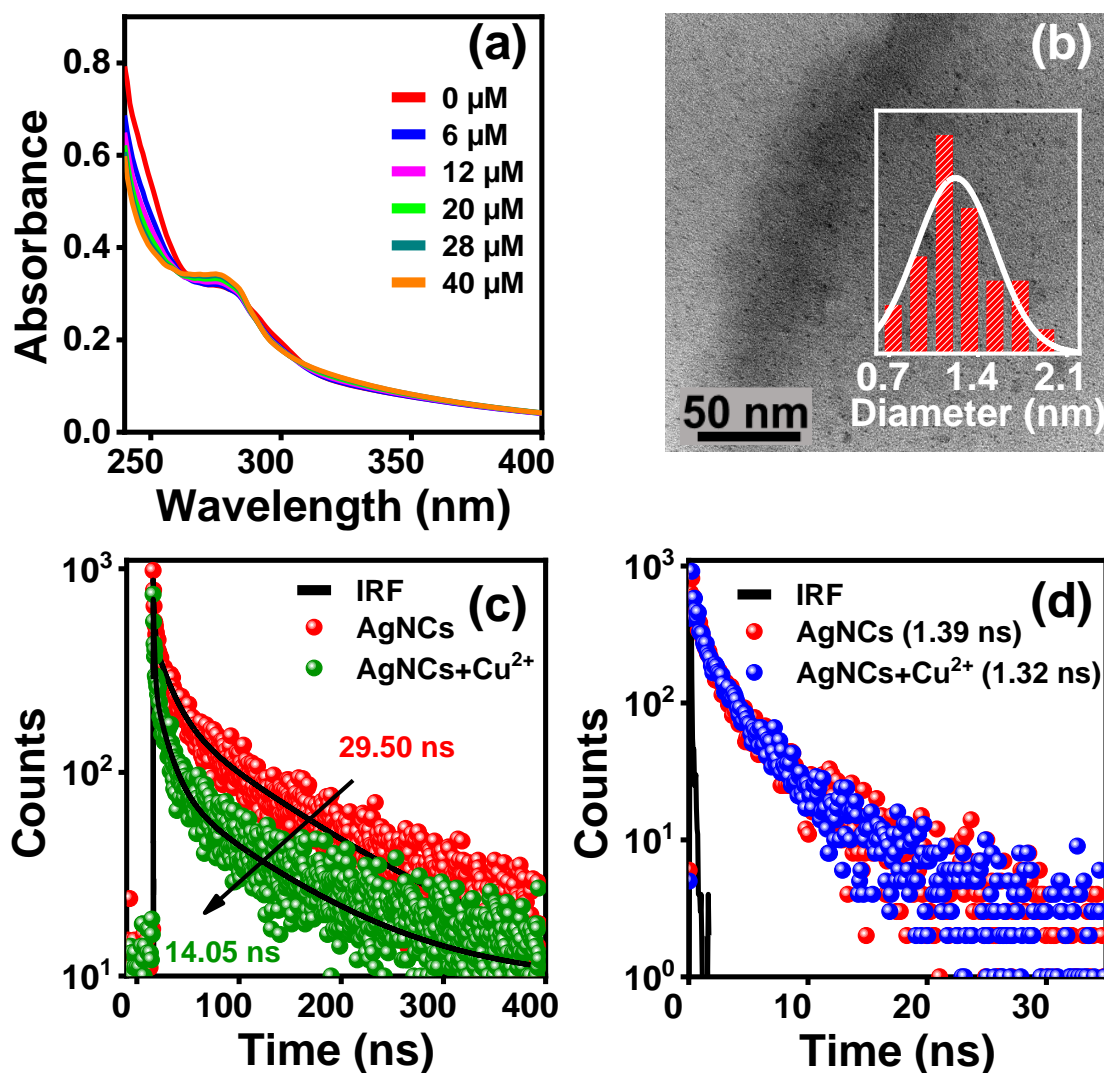 (a)
0.8
0.6
0.4
0.2
0.0
Absorbance
0 µM
6 µM
12 µM
20 µM
28 µM
40 µM
250 300 350 400
Wavelength (nm)
(b)
0.7 1.4 2.1
Diameter (nm)
50 nm
(c)
10³
10²
10¹
Counts
IRF
AgNCs
AgNCs+Cu²⁺
29.50 ns
14.05 ns
0 100 200 300 400
Time (ns)
(d)
10³
10²
10¹
10⁰
Counts
IRF
AgNCs (1.39 ns)
AgNCs+Cu²⁺ (1.32 ns)
0 10 20 30
Time (ns)